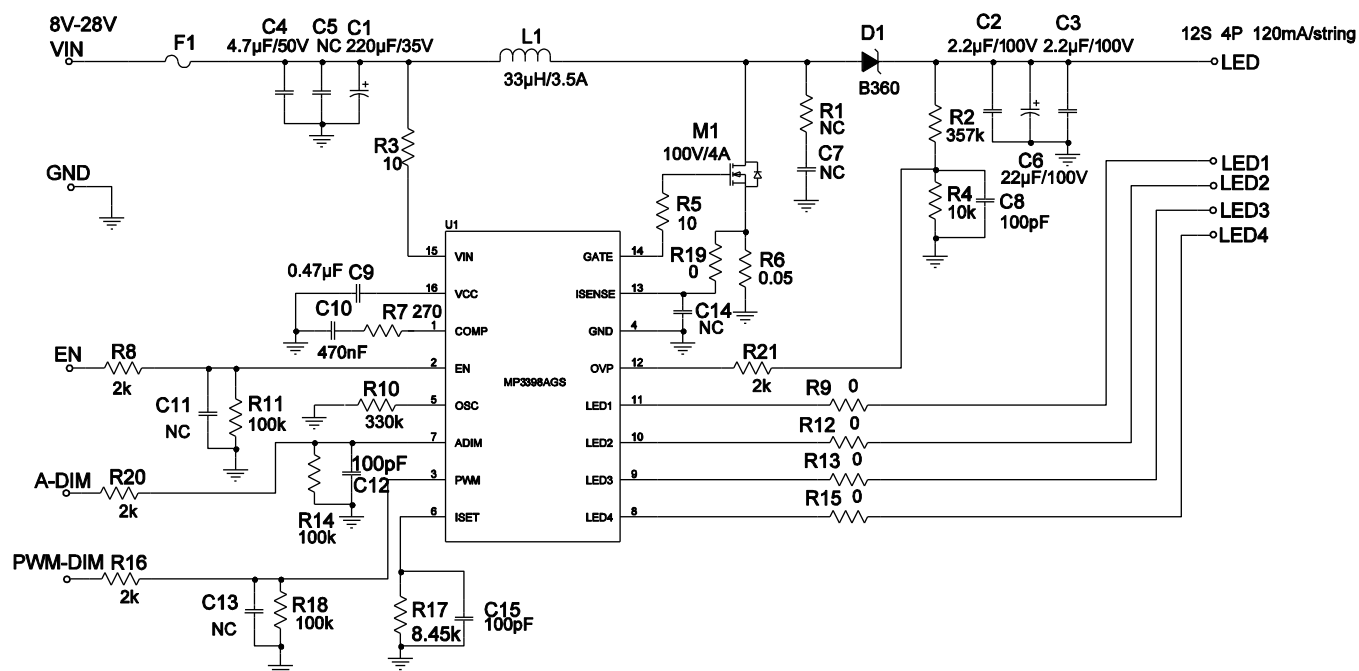 8V-28V
VIN
F1
C4
4.7µF/50V
C5
NC
C1
220µF/35V
L1
33µH/3.5A
D1
B360
C2
2.2µF/100V
C3
2.2µF/100V
12S 4P 120mA/string
LED
R3
10
M1
100V/4A
R1
NC
C7
NC
R2
357k
C6
22µF/100V
R4
10k
C8
100pF
LED1
LED2
LED3
LED4
GND
R5
10
R19
0
R6
0.05
C14
NC
U1
MP3398AGS
15 VIN
16 VCC
1 COMP
2 EN
5 OSC
7 ADIM
3 PWM
6 ISET
GATE 14
ISENSE 13
GND 4
OVP 12
LED1 11
LED2 10
LED3 9
LED4 8
0.47µF C9
C10
470nF
R7 270
EN
R8
2k
C11
NC
R11
100k
R10
330k
R21
2k
R9 0
R12 0
R13 0
R15 0
A-DIM
R20
2k
R14
100k
100pF
C12
PWM-DIM
R16
2k
C13
NC
R18
100k
R17
8.45k
C15
100pF